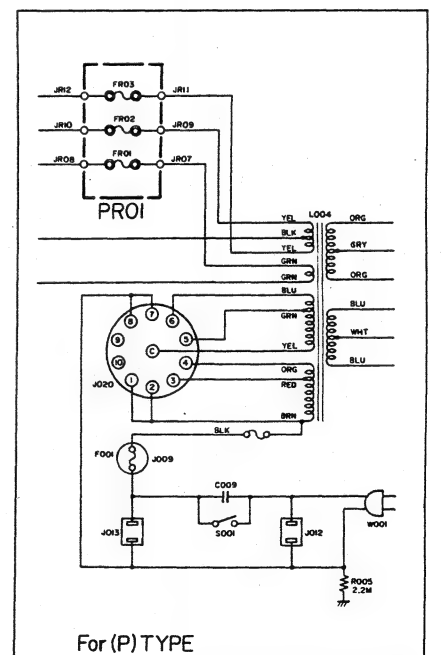 JR12 FR03 JR11
JR10 FR02 JR09
JR08 FR01 JR07
PR01
L004
YEL ORG
BLK
YEL GRY
GRN
GRN ORG
BLU BLU
GRN
WHT
YEL
ORG BLU
RED
BRN
8 7 6
9 5
10 C 4
1 2 3
J020
BLK
F001 J009
C009
J013 S001 J012 W001
R005
2.2M
For (P) TYPE